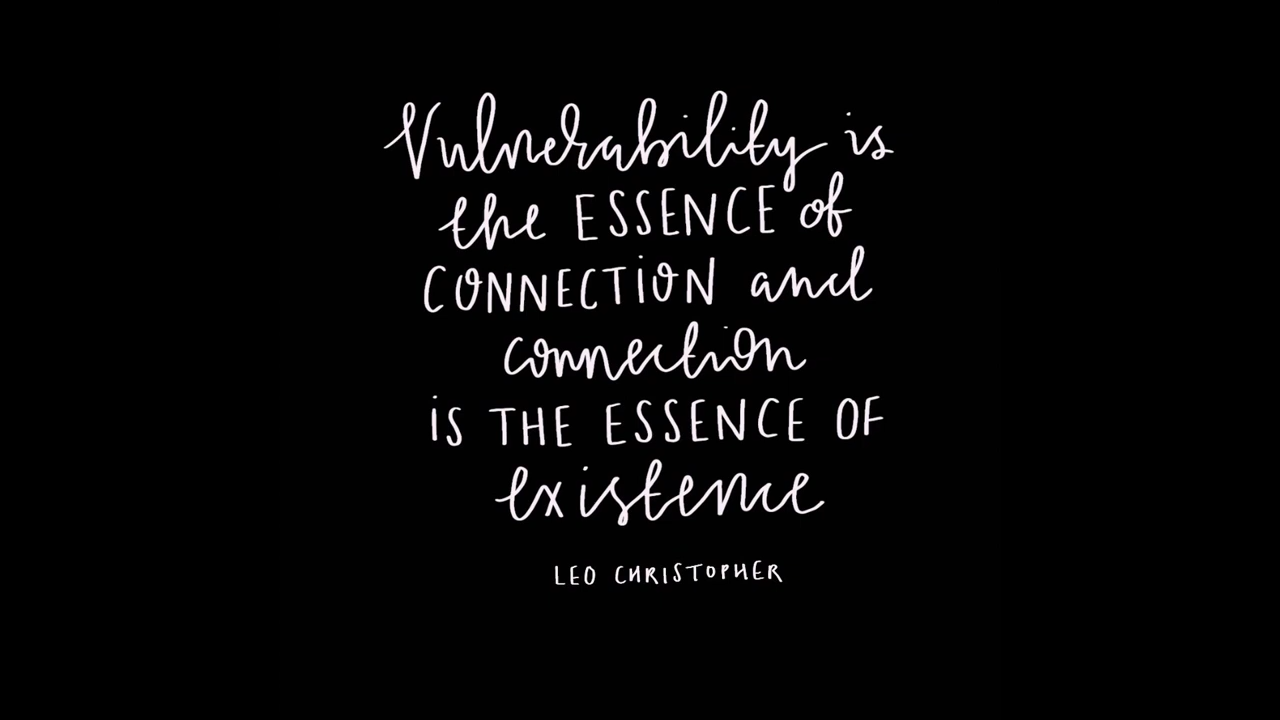 Vulnerability is
the ESSENCE of
CONNECTION and
connection
iS THE ESSENCE OF
existence
LEO CHRISTOPHER